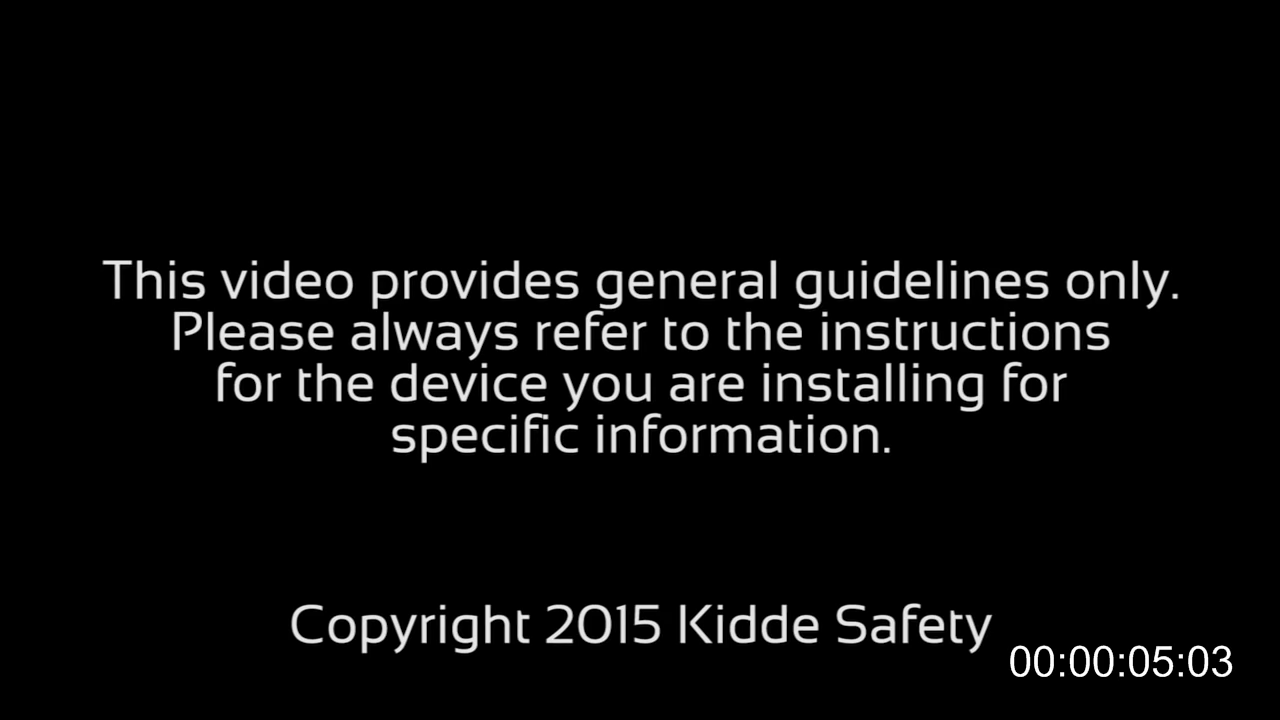 This video provides general guidelines only.
Please always refer to the instructions
for the device you are installing for
specific information.
Copyright 2015 Kidde Safety
00:00:05:03